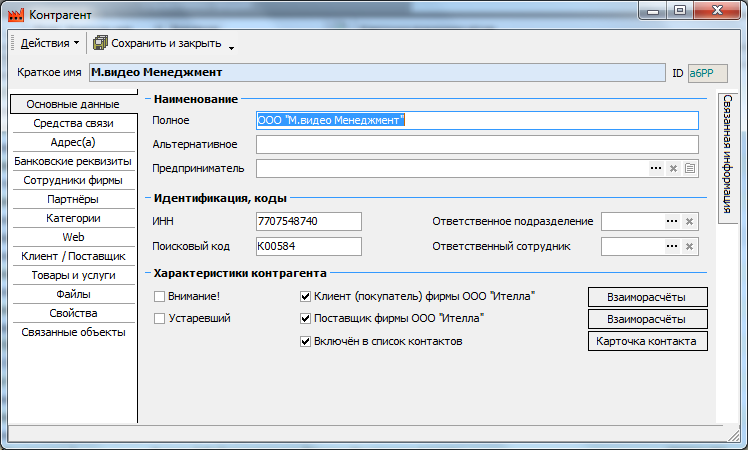 Контрагент
Действия Сохранить и закрыть
Краткое имя М.видео Менеджмент ID a6PP
Основные данные
Средства связи
Адрес(а)
Банковские реквизиты
Сотрудники фирмы
Партнёры
Категории
Web
Клиент / Поставщик
Товары и услуги
Файлы
Свойства
Связанные объекты
Наименование
Полное ООО "М.видео Менеджмент"
Альтернативное
Предприниматель
Идентификация, коды
ИНН 7707548740 Ответственное подразделение
Поисковый код K00584 Ответственный сотрудник
Характеристики контрагента
Внимание! Клиент (покупатель) фирмы ООО "Ителла" Взаиморасчёты
Устаревший Поставщик фирмы ООО "Ителла" Взаиморасчёты
Включён в список контактов Карточка контакта
Связанная информация